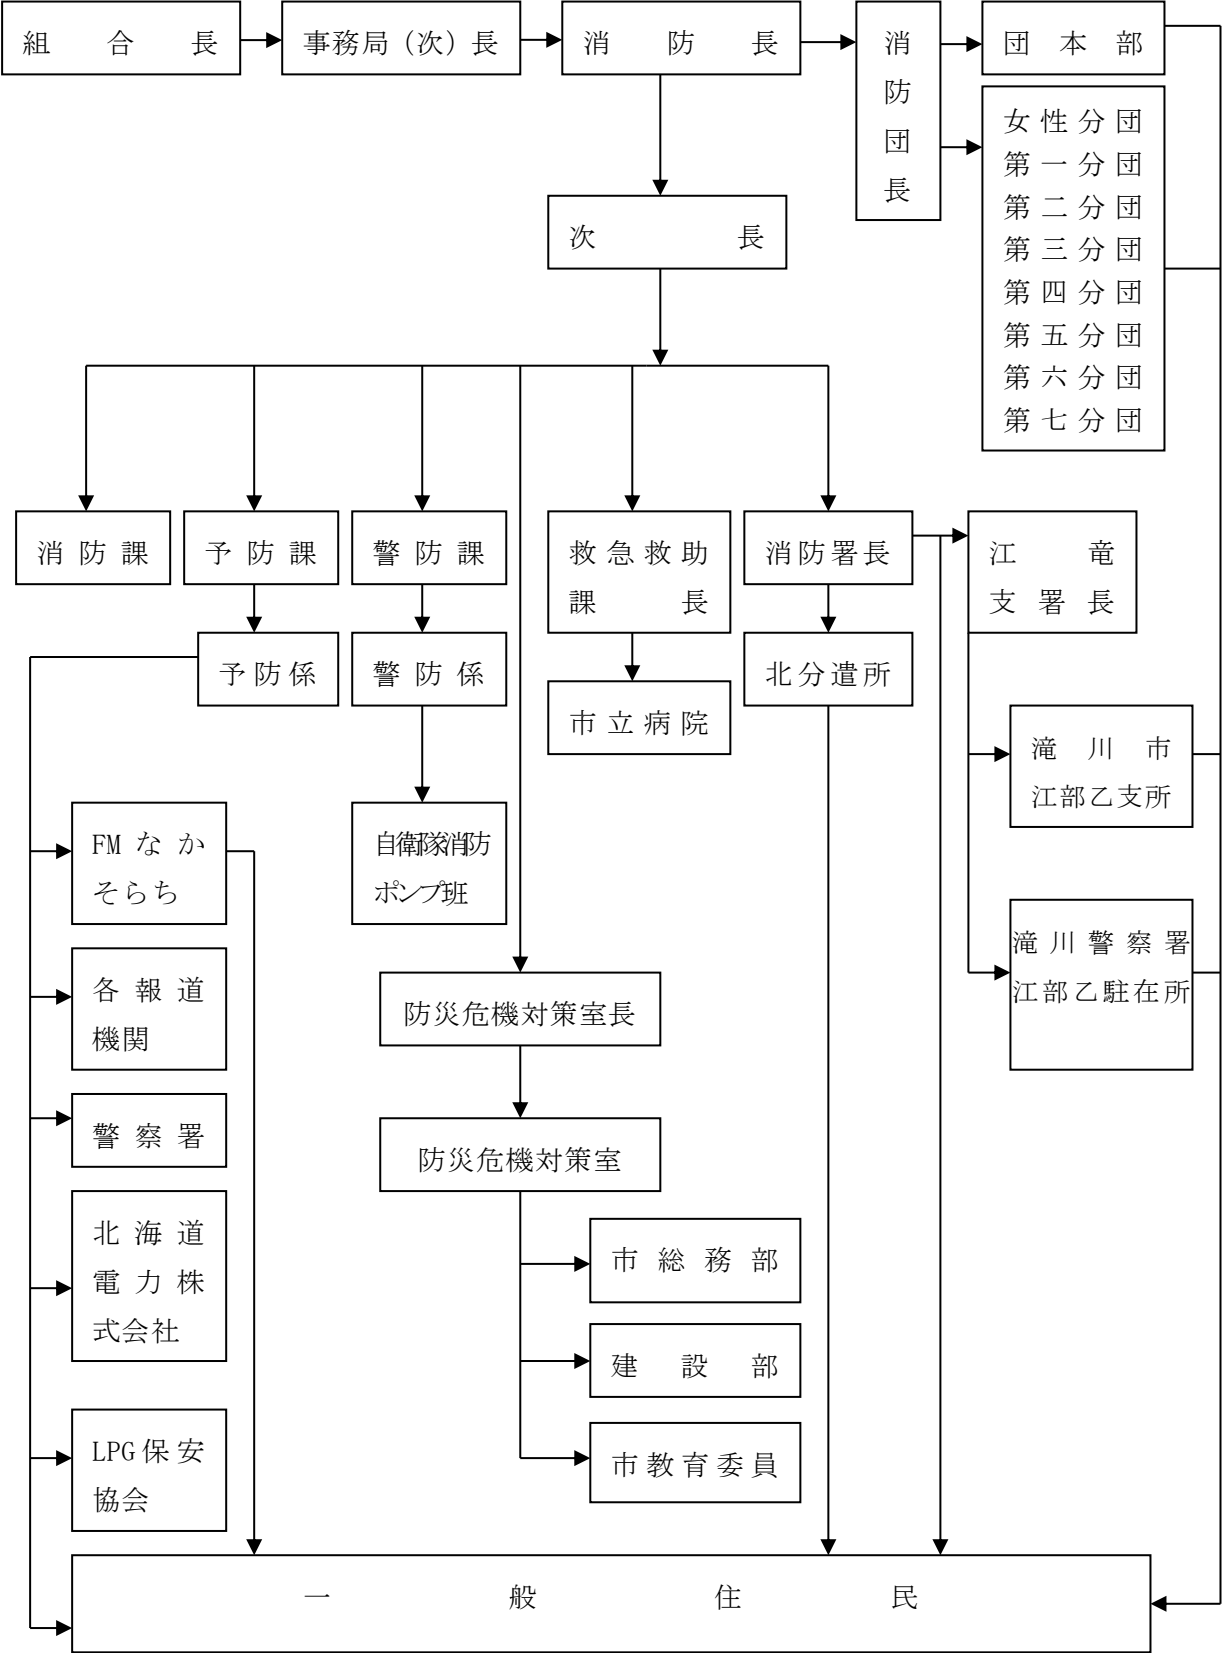 組合長
事務局（次）長
消防長
消防団長
団本部
女性分団
第一分団
第二分団
第三分団
第四分団
第五分団
第六分団
第七分団
次長
消防課
予防課
警防課
救急救助
課長
消防署長
江竜
支署長
予防係
警防係
市立病院
北分遣所
滝川市
江部乙支所
FMなか
そらち
自衛隊消防
ポンプ班
滝川警察署
江部乙駐在所
各報道
機関
防災危機対策室長
警察署
防災危機対策室
北海道
電力株
式会社
市総務部
建設部
市教育委員
LPG保安
協会
一般住民